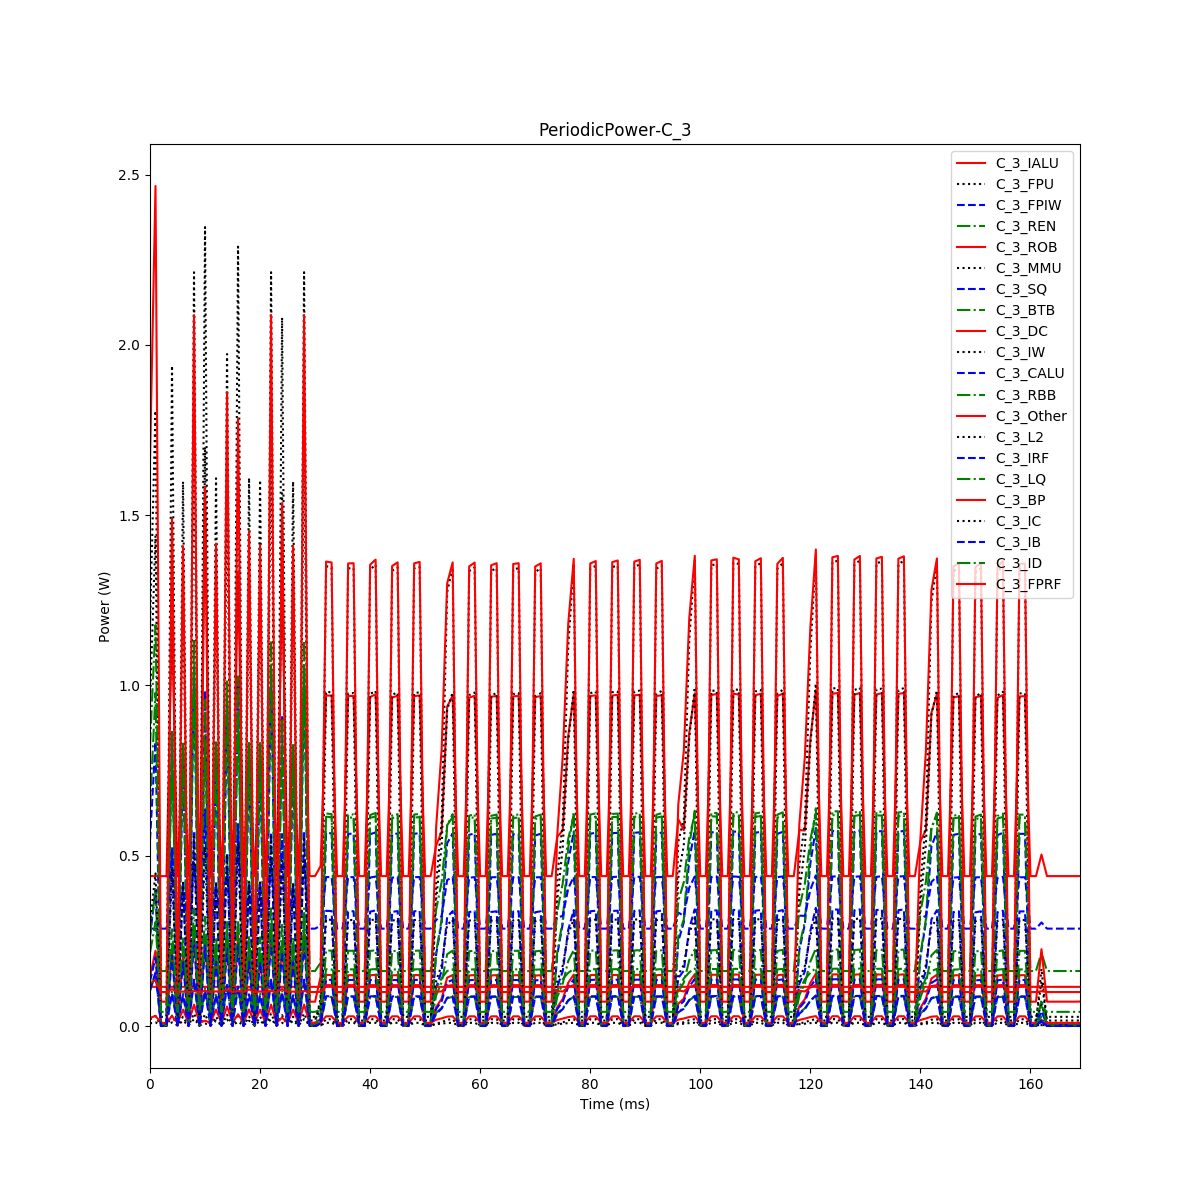 PeriodicPower-C_3
2.5
2.0
1.5
1.0
0.5
0.0
Power (W)
0
20
40
60
80
100
120
140
160
Time (ms)
C_3_IALU
C_3_FPU
C_3_FPIW
C_3_REN
C_3_ROB
C_3_MMU
C_3_SQ
C_3_BTB
C_3_DC
C_3_IW
C_3_CALU
C_3_RBB
C_3_Other
C_3_L2
C_3_IRF
C_3_LQ
C_3_BP
C_3_IC
C_3_IB
C_3_ID
C_3_FPRF